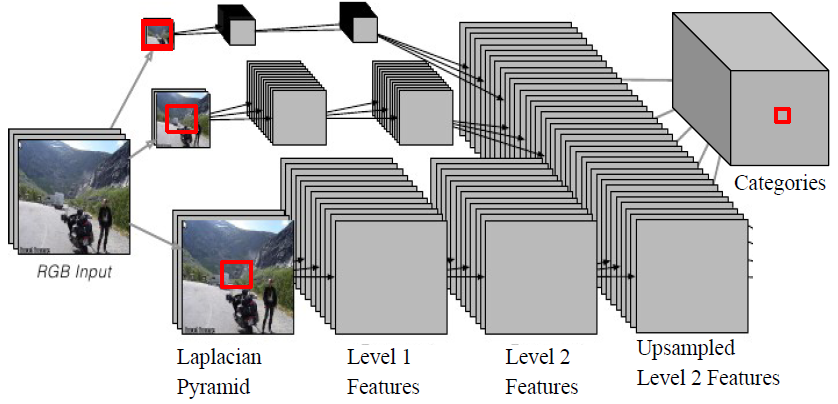 RGB Input
Categories
Laplacian
Pyramid
Level 1
Features
Level 2
Features
Upsampled
Level 2 Features